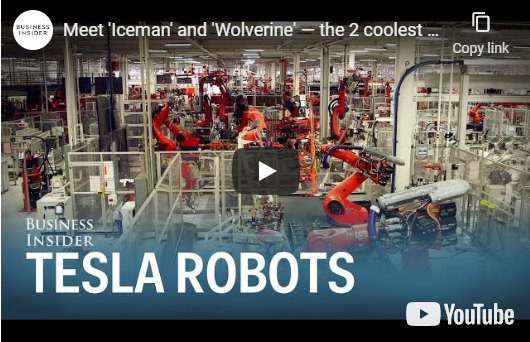 BUSINESS
INSIDER
Meet 'Iceman' and 'Wolverine' — the 2 coolest ...
Copy link
BUSINESS
INSIDER
TESLA ROBOTS
YouTube